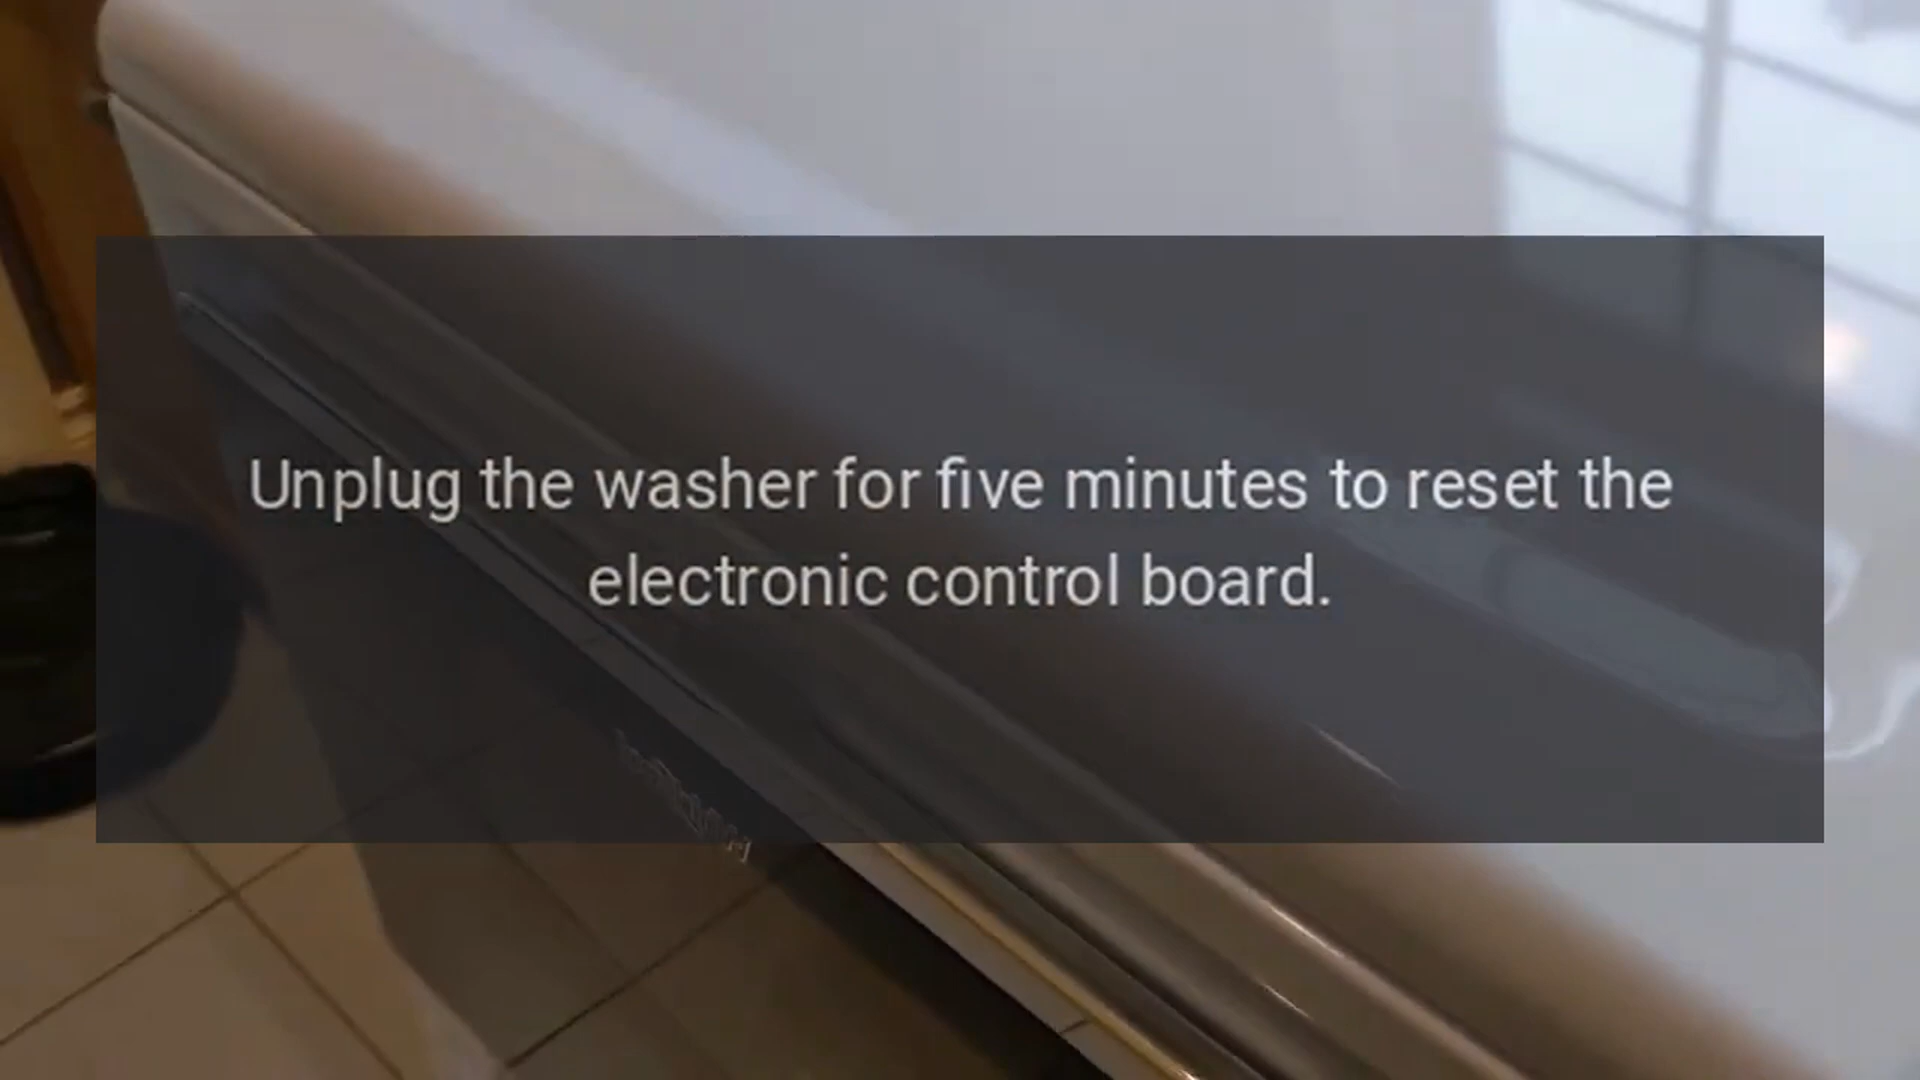 Unplug the washer for five minutes to reset the
electronic control board.